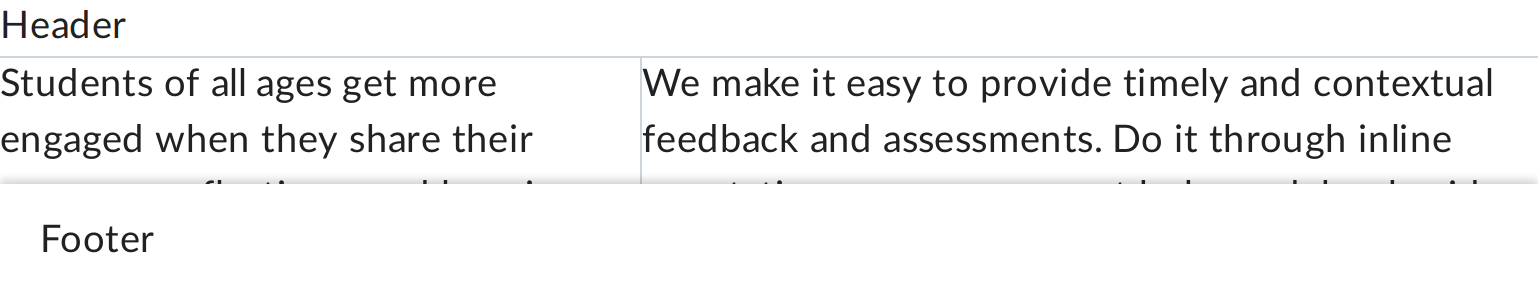 Header
Students of all ages get more
engaged when they share their
We make it easy to provide timely and contextual
feedback and assessments. Do it through inline
Footer